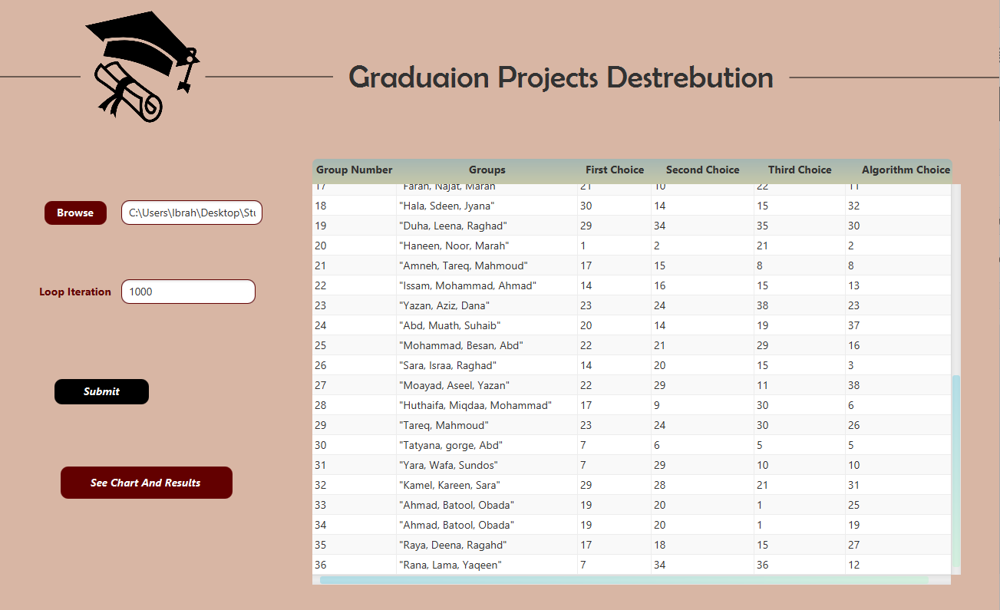 Graduaion Projects Destrebution
Browse
C:\Users\Ibrah\Desktop\Stu
Loop Iteration
1000
Submit
See Chart And Results
Group Number Groups First Choice Second Choice Third Choice Algorithm Choice
17 "Farah, Najat, Marah" 21 10 22 11
18 "Hala, Sdeen, Jyana" 30 14 15 32
19 "Duha, Leena, Raghad" 29 34 35 30
20 "Haneen, Noor, Marah" 1 2 21 2
21 "Amneh, Tareq, Mahmoud" 17 15 8 8
22 "Issam, Mohammad, Ahmad" 14 16 15 13
23 "Yazan, Aziz, Dana" 23 24 38 23
24 "Abd, Muath, Suhaib" 20 14 19 37
25 "Mohammad, Besan, Abd" 22 21 29 16
26 "Sara, Israa, Raghad" 14 20 15 3
27 "Moayad, Aseel, Yazan" 22 29 11 38
28 "Huthaifa, Miqdaa, Mohammad" 17 9 30 6
29 "Tareq, Mahmoud" 23 24 30 26
30 "Tatyana, gorge, Abd" 7 6 5 5
31 "Yara, Wafa, Sundos" 7 29 10 10
32 "Kamel, Kareen, Sara" 29 28 21 31
33 "Ahmad, Batool, Obada" 19 20 1 25
34 "Ahmad, Batool, Obada" 19 20 1 19
35 "Raya, Deena, Ragahd" 17 18 15 27
36 "Rana, Lama, Yaqeen" 7 34 36 12